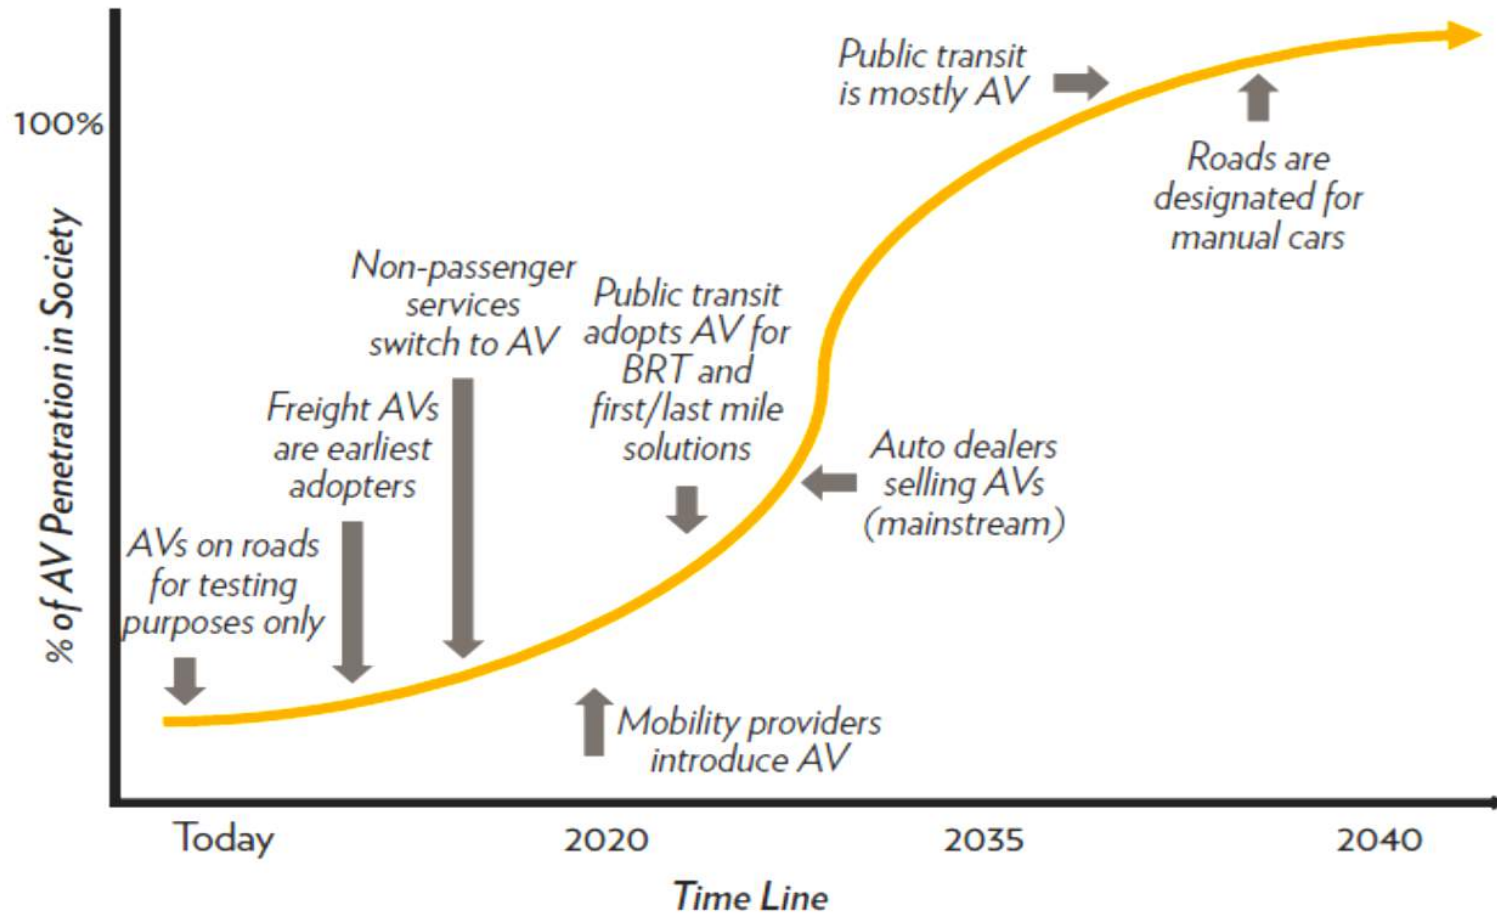 Public transit
is mostly AV
100%
Roads are
designated for
manual cars
% of AV Penetration in Society
Non-passenger
services
switch to AV
Public transit
adopts AV for
BRT and
first/last mile
solutions
Freight AVs
are earliest
adopters
Auto dealers
selling AVs
(mainstream)
AVs on roads
for testing
purposes only
Mobility providers
introduce AV
Today
2020
2035
2040
Time Line